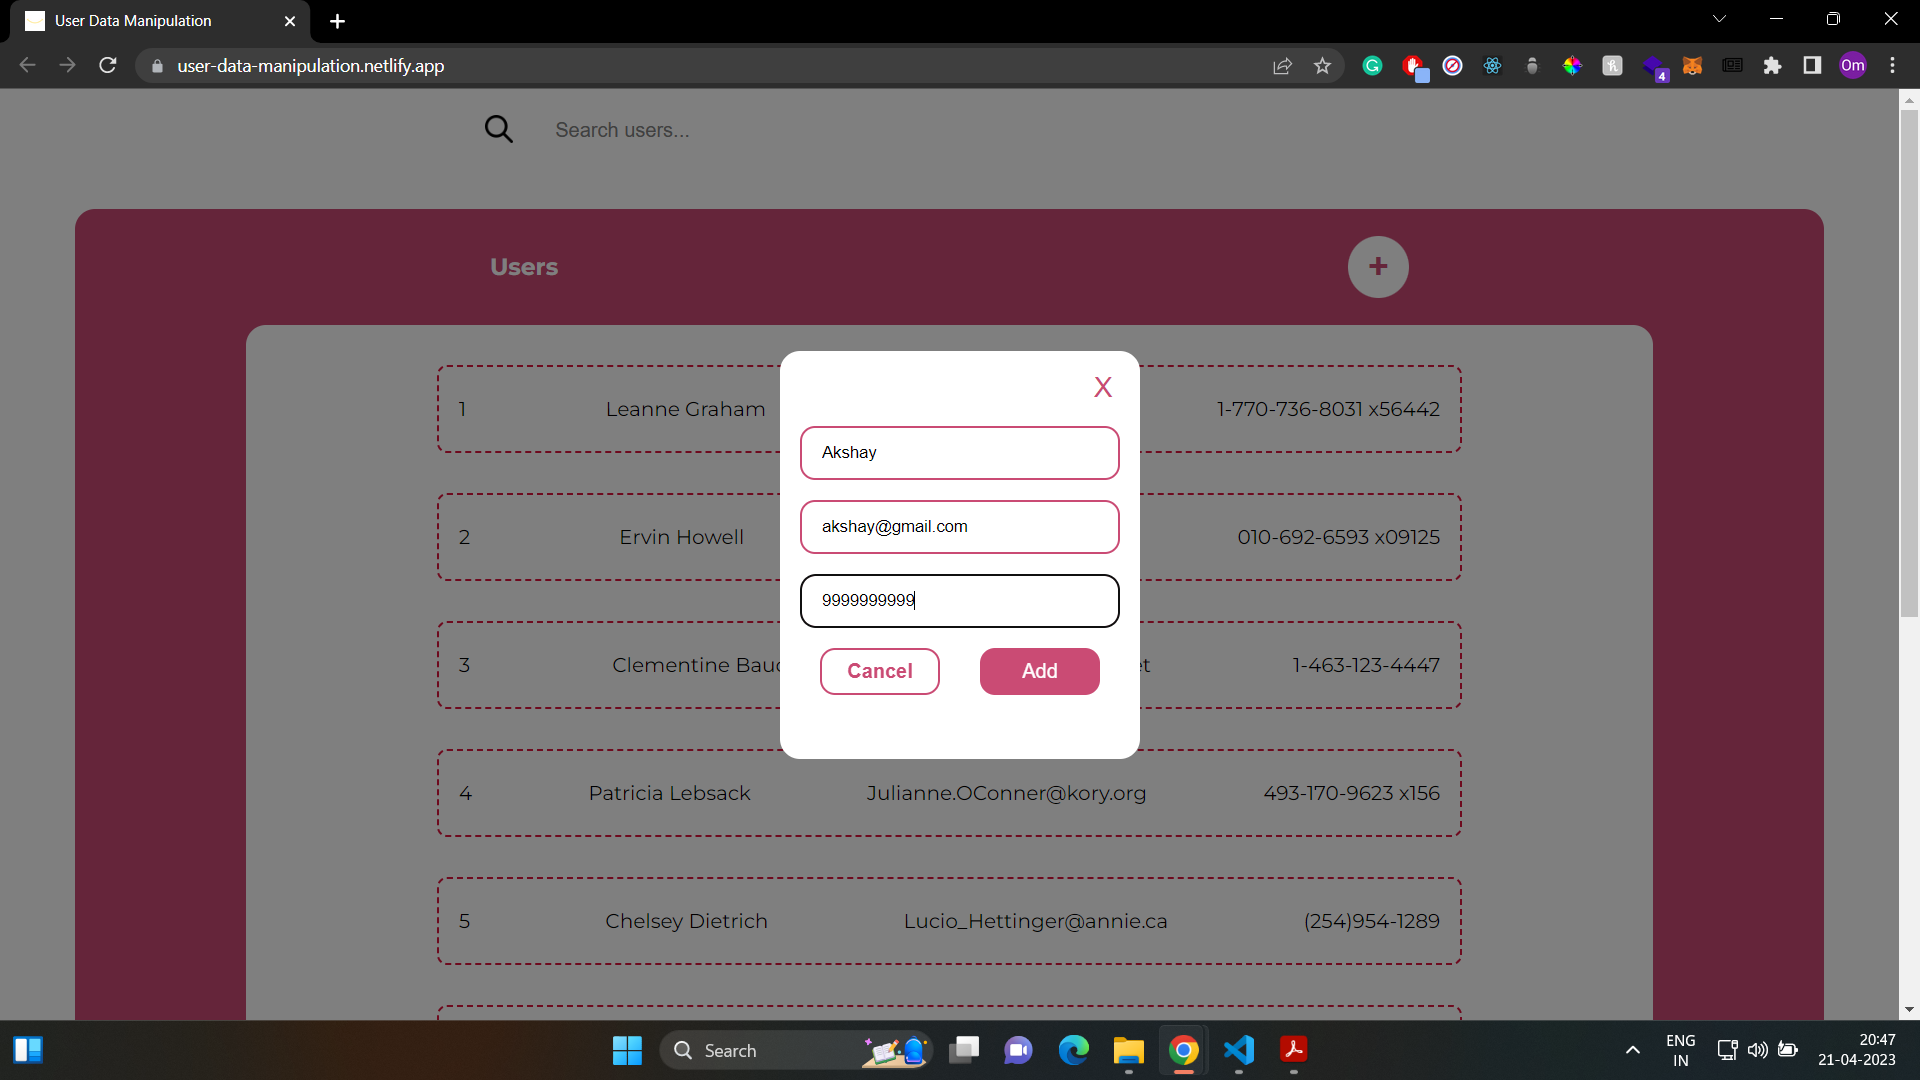 User Data Manipulation
user-data-manipulation.netlify.app
4
Om
Search users...
Users
+
1 Leanne Graham 1-770-736-8031 x56442
2 Ervin Howell 010-692-6593 x09125
3 Clementine Bauc et 1-463-123-4447
X
Akshay
akshay@gmail.com
9999999999
Cancel Add
4 Patricia Lebsack Julianne.OConner@kory.org 493-170-9623 x156
5 Chelsey Dietrich Lucio_Hettinger@annie.ca (254)954-1289
Search
ENG
IN
20:47
21-04-2023